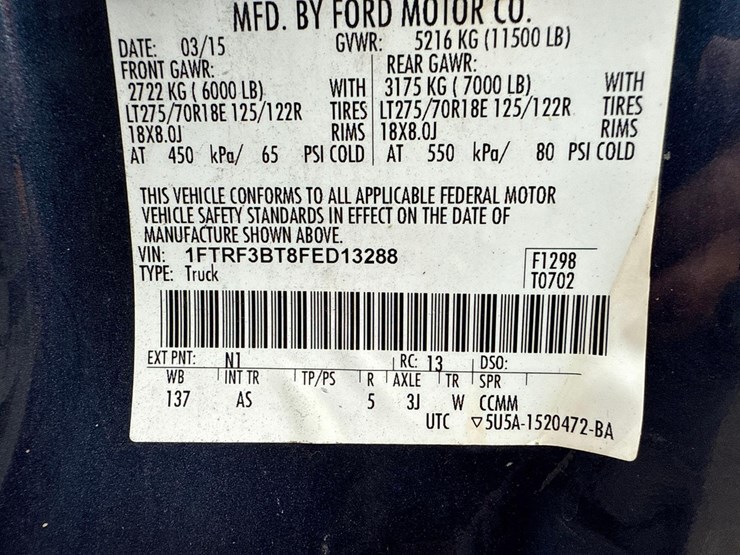 MFD. BY FORD MOTOR CO.
DATE: 03/15 GVWR: 5216 KG (11500 LB)
FRONT GAWR: REAR GAWR:
2722 KG ( 6000 LB) WITH 3175 KG ( 7000 LB) WITH
LT275/70R18E 125/122R TIRES LT275/70R18E 125/122R TIRES
18X8.0J RIMS 18X8.0J RIMS
AT 450 kPa/ 65 PSI COLD AT 550 kPa/ 80 PSI COLD
THIS VEHICLE CONFORMS TO ALL APPLICABLE FEDERAL MOTOR
VEHICLE SAFETY STANDARDS IN EFFECT ON THE DATE OF
MANUFACTURE SHOWN ABOVE.
VIN: 1FTRF3BT8FED13288 F1298
TYPE: Truck T0702
EXT PNT: N1 RC: 13 DSO:
WB INT TR TP/PS R AXLE TR SPR
137 AS 5 3J W CCMM
UTC ▽5U5A-1520472-BA